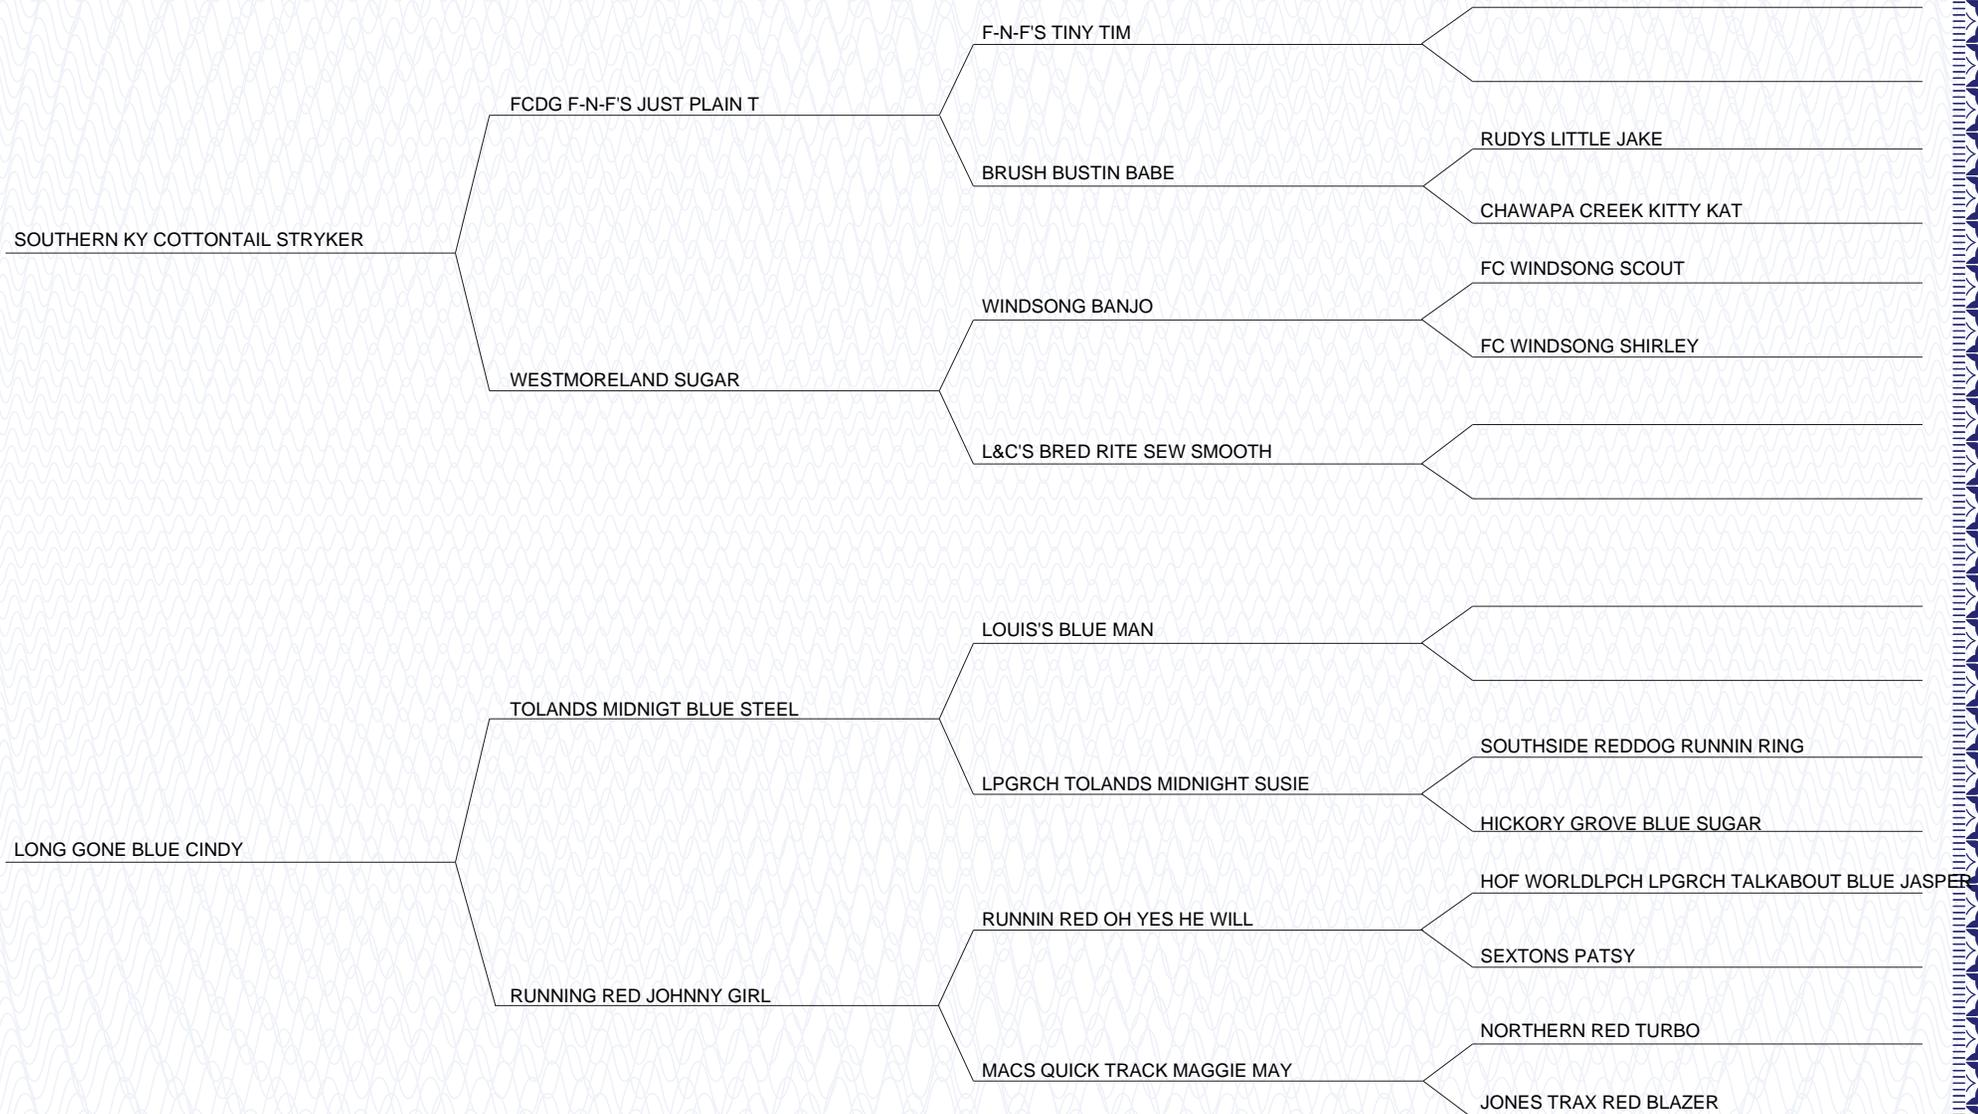 F-N-F'S TINY TIM
FCDG F-N-F'S JUST PLAIN T
RUDYS LITTLE JAKE
BRUSH BUSTIN BABE
CHAWAPA CREEK KITTY KAT
SOUTHERN KY COTTONTAIL STRYKER
FC WINDSONG SCOUT
WINDSONG BANJO
FC WINDSONG SHIRLEY
WESTMORELAND SUGAR
L&C'S BRED RITE SEW SMOOTH
LOUIS'S BLUE MAN
TOLANDS MIDNIGT BLUE STEEL
SOUTHSIDE REDDOG RUNNIN RING
LPGRCH TOLANDS MIDNIGHT SUSIE
HICKORY GROVE BLUE SUGAR
LONG GONE BLUE CINDY
HOF WORLDLPCH LPGRCH TALKABOUT BLUE JASPER
RUNNIN RED OH YES HE WILL
SEXTONS PATSY
RUNNING RED JOHNNY GIRL
NORTHERN RED TURBO
MACS QUICK TRACK MAGGIE MAY
JONES TRAX RED BLAZER